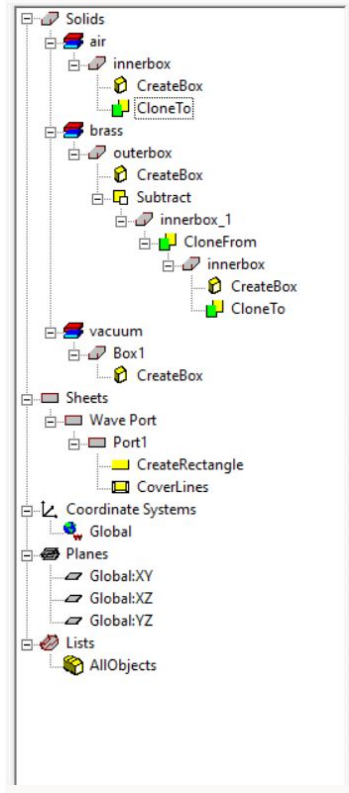 Solids
air
innerbox
CreateBox
CloneTo
brass
outerbox
CreateBox
Subtract
innerbox_1
CloneFrom
innerbox
CreateBox
CloneTo
vacuum
Box1
CreateBox
Sheets
Wave Port
Port1
CreateRectangle
CoverLines
Coordinate Systems
Global
Planes
Global:XY
Global:XZ
Global:YZ
Lists
AllObjects